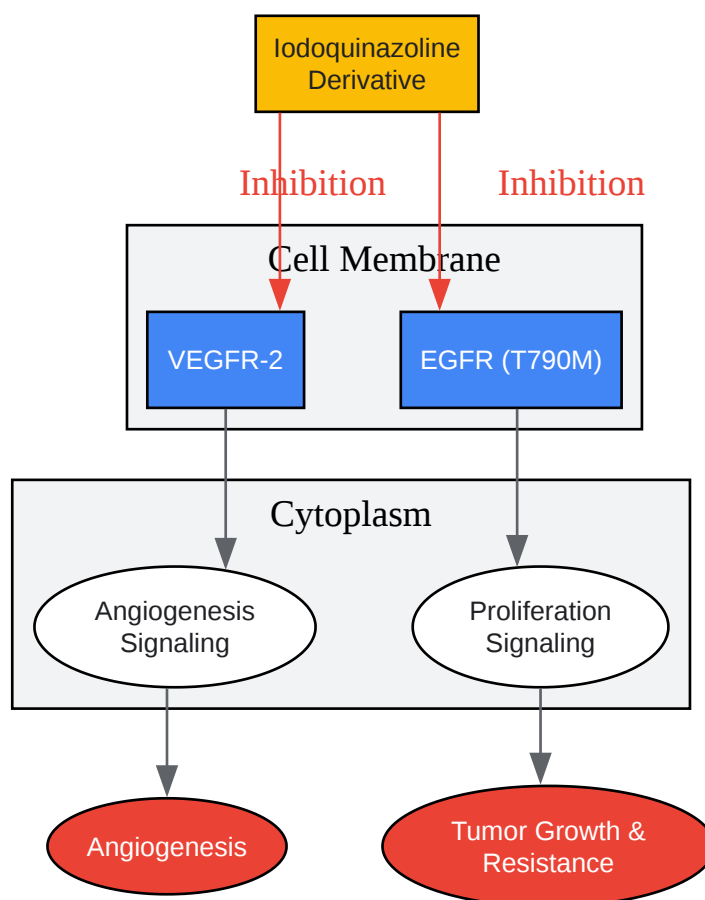 Iodoquinazoline
Derivative
Inhibition
Inhibition
Cell Membrane
VEGFR-2
EGFR (T790M)
Cytoplasm
Angiogenesis
Signaling
Proliferation
Signaling
Angiogenesis
Tumor Growth &
Resistance